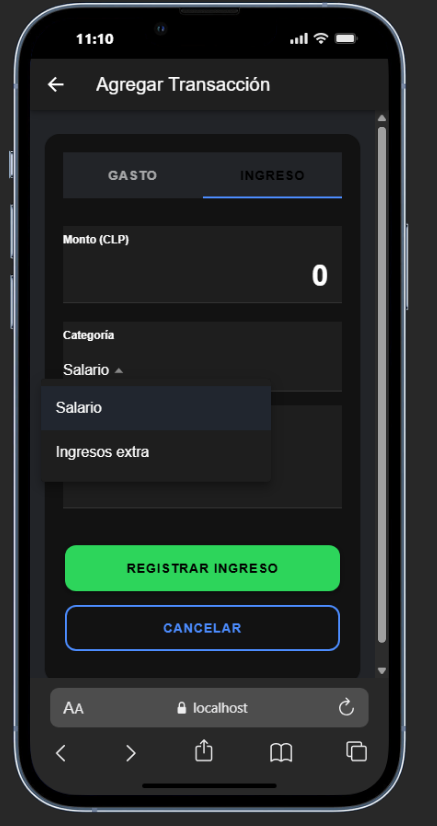 11:10
Agregar Transacción
GASTO
INGRESO
Monto (CLP)
0
Categoría
Salario
Salario
Ingresos extra
REGISTRAR INGRESO
CANCELAR
AA
localhost